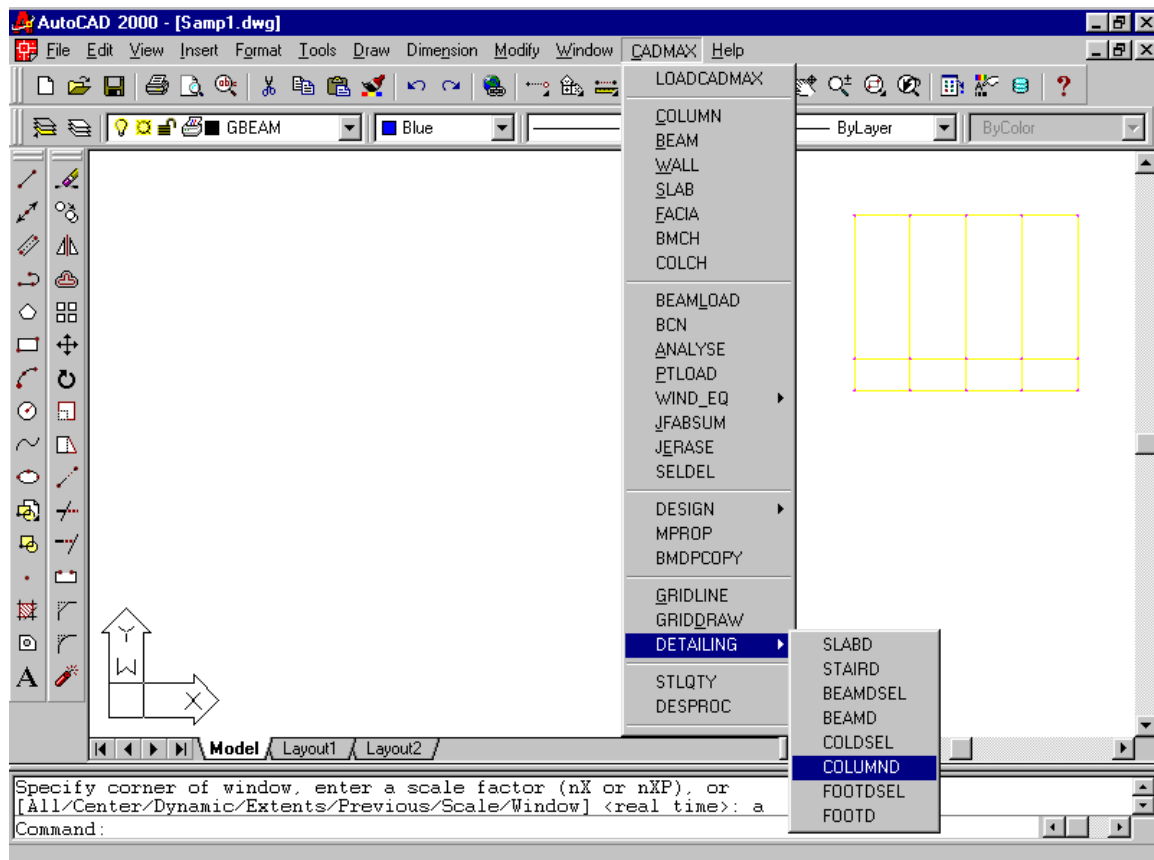 AutoCAD 2000 - [Samp1.dwg]
File Edit View Insert Format Tools Draw Dimension Modify Window CADMAX Help
GBEAM Blue ByLayer ByColor
LOADCADMAX
COLUMN
BEAM
WALL
SLAB
FACIA
BMCH
COLCH
BEAMLOAD
BCN
ANALYSE
PTLOAD
WIND_EQ
JFABSUM
JERASE
SELDEL
DESIGN
MPROP
BMDPCOPY
GRIDLINE
GRIDDRAW
DETAILING
STLQTY
DESPROC
SLABD
STAIRD
BEAMDSEL
BEAMD
COLDSEL
COLUMND
FOOTDSEL
FOOTD
A
Y
W
X
Model Layout1 Layout2
Specify corner of window, enter a scale factor (nX or nXP), or
[All/Center/Dynamic/Extents/Previous/Scale/Window] <real time>: a
Command: